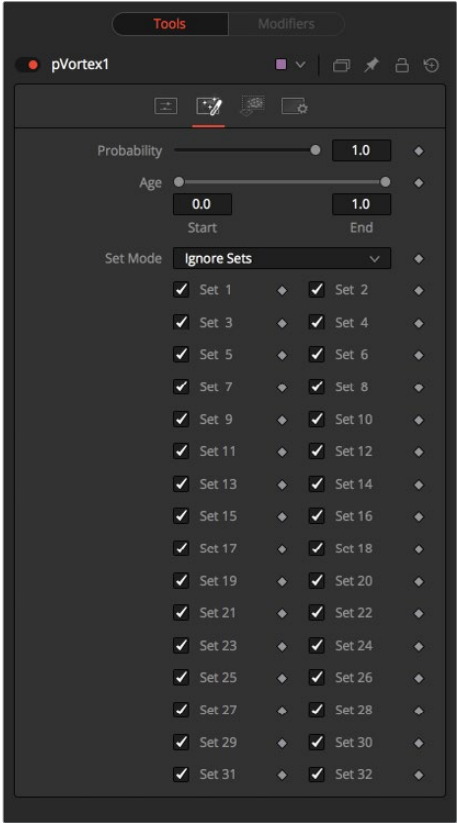 Tools Modifiers
pVortex1
Probability 1.0
Age
0.0 1.0
Start End
Set Mode Ignore Sets
Set 1 Set 2
Set 3 Set 4
Set 5 Set 6
Set 7 Set 8
Set 9 Set 10
Set 11 Set 12
Set 13 Set 14
Set 15 Set 16
Set 17 Set 18
Set 19 Set 20
Set 21 Set 22
Set 23 Set 24
Set 25 Set 26
Set 27 Set 28
Set 29 Set 30
Set 31 Set 32